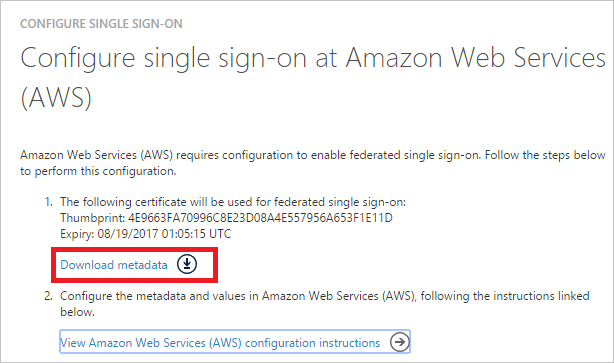 CONFIGURE SINGLE SIGN-ON
Configure single sign-on at Amazon Web Services
(AWS)
Amazon Web Services (AWS) requires configuration to enable federated single sign-on. Follow the steps below
to perform this configuration.
1. The following certificate will be used for federated single sign-on:
Thumbprint: 4E9663FA70996C8E23D08A4E557956A653F1E11D
Expiry: 08/19/2017 01:05:15 UTC
Download metadata
2. Configure the metadata and values in Amazon Web Services (AWS), following the instructions linked
below.
View Amazon Web Services (AWS) configuration instructions